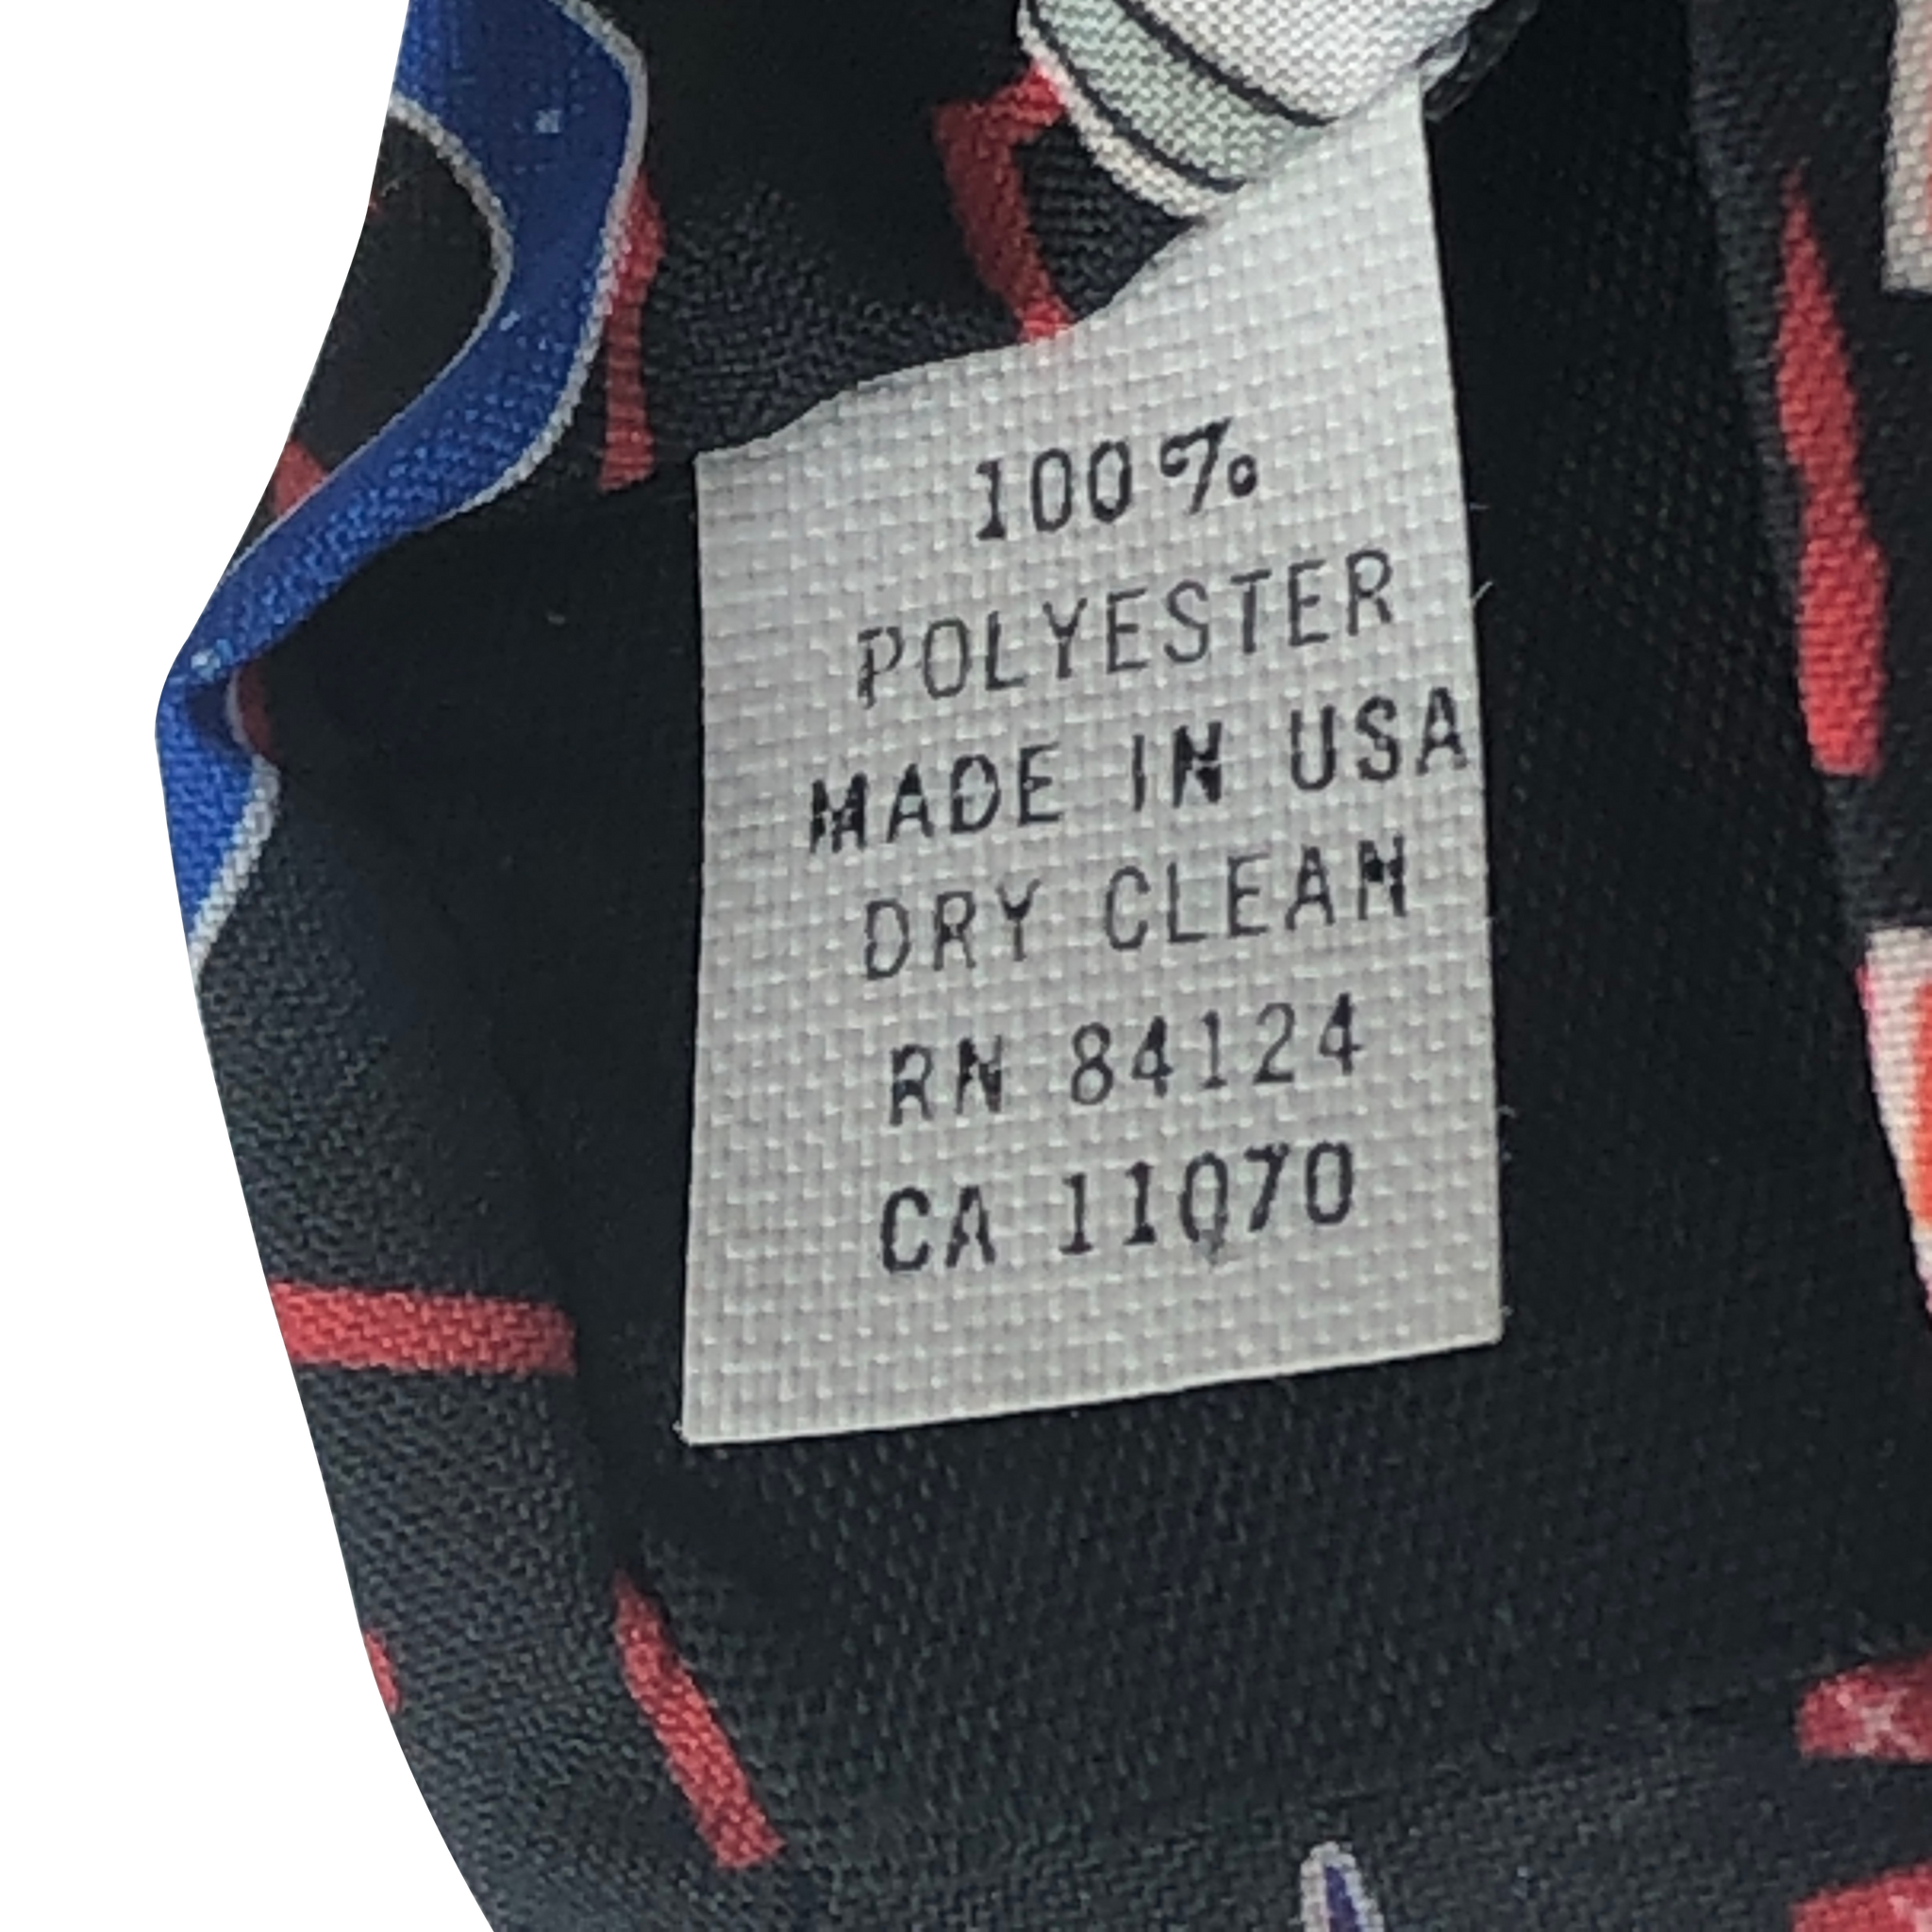 100%
POLYESTER
MADE IN USA
DRY CLEAN
RN 84124
CA 11070